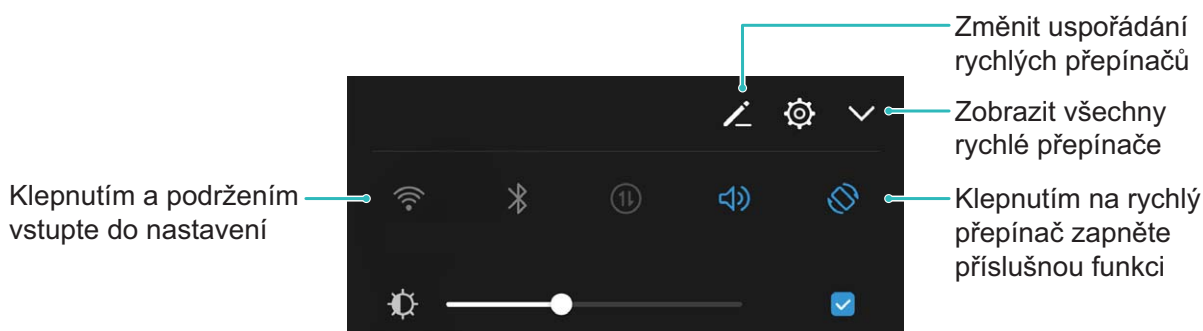 Změnit uspořádání
rychlých přepínačů
Zobrazit všechny
rychlé přepínače
Klepnutím a podržením
vstupte do nastavení
Klepnutím na rychlý
přepínač zapněte
příslušnou funkci